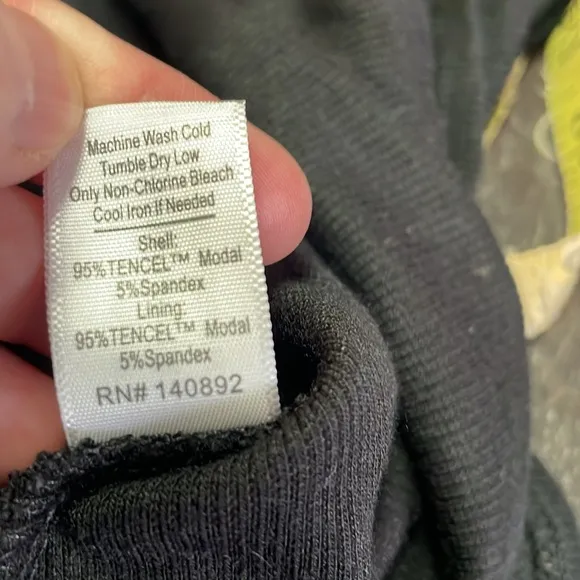 Machine Wash Cold
Tumble Dry Low
Only Non-Chlorine Bleach
Cool Iron If Needed
Shell:
95%TENCEL™ Modal
5%Spandex
Lining:
95%TENCEL™ Modal
5%Spandex
RN# 140892